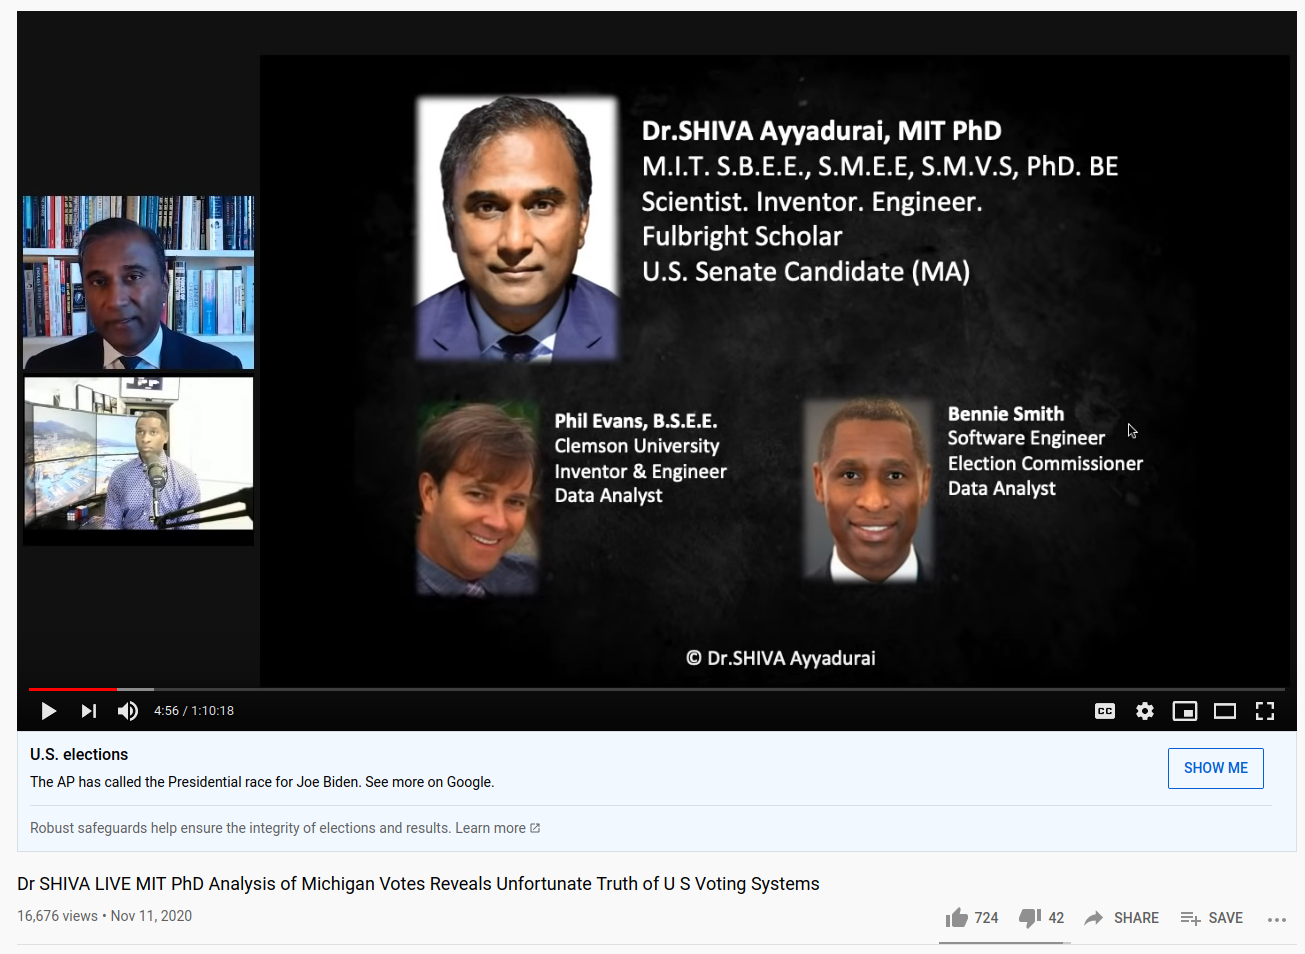 Dr.SHIVA Ayyadurai, MIT PhD
M.I.T. S.B.E.E., S.M.E.E, S.M.V.S, PhD. BE
Scientist. Inventor. Engineer.
Fulbright Scholar
U.S. Senate Candidate (MA)
Phil Evans, B.S.E.E.
Clemson University
Inventor & Engineer
Data Analyst
Bennie Smith
Software Engineer
Election Commissioner
Data Analyst
© Dr.SHIVA Ayyadurai
4:56 / 1:10:18
CC
U.S. elections
The AP has called the Presidential race for Joe Biden. See more on Google.
SHOW ME
Robust safeguards help ensure the integrity of elections and results. Learn more
Dr SHIVA LIVE MIT PhD Analysis of Michigan Votes Reveals Unfortunate Truth of U S Voting Systems
16,676 views • Nov 11, 2020
724 42 SHARE SAVE